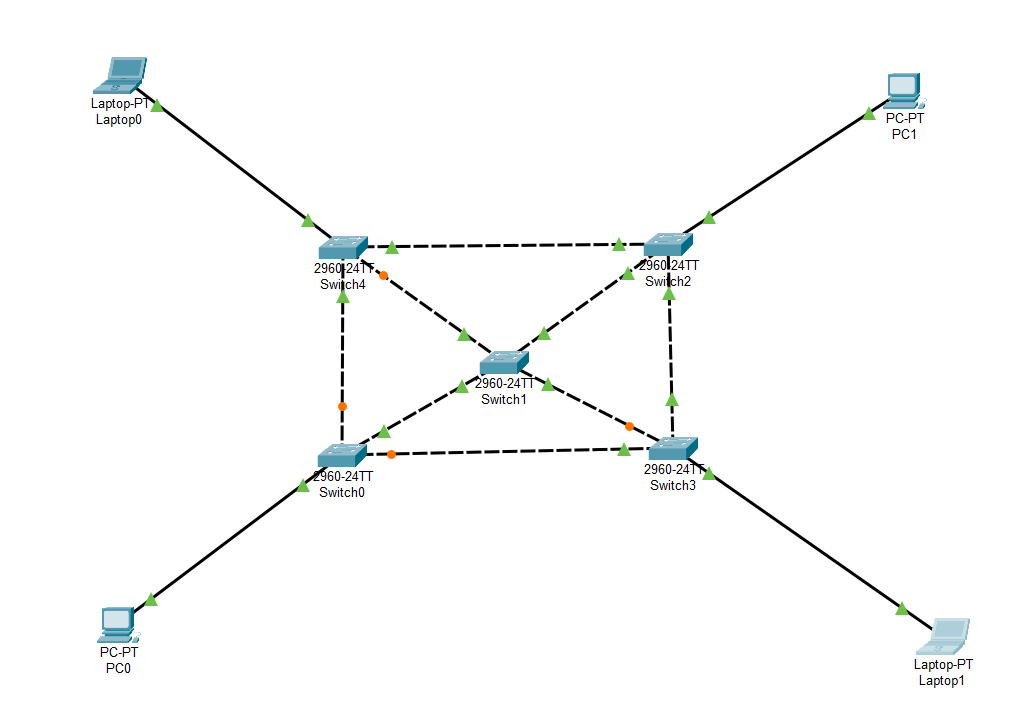 Laptop-PT
Laptop0
PC-PT
PC1
2960-24TT
Switch4
2960-24TT
Switch2
2960-24TT
Switch1
2960-24TT
Switch0
2960-24TT
Switch3
PC-PT
PC0
Laptop-PT
Laptop1